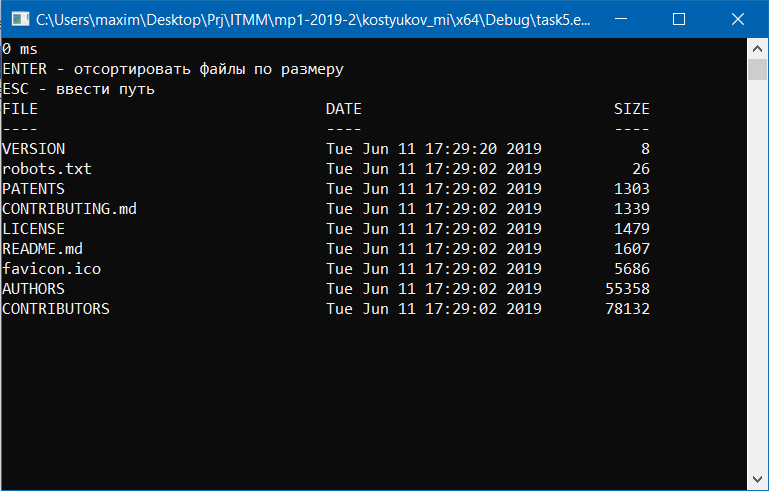 C:\Users\maxim\Desktop\Prj\ITMM\mp1-2019-2\kostyukov_mi\x64\Debug\task5.e...
0 ms
ENTER - отсортировать файлы по размеру
ESC - ввести путь
FILE DATE SIZE
---- ---- ----
VERSION Tue Jun 11 17:29:20 2019 8
robots.txt Tue Jun 11 17:29:02 2019 26
PATENTS Tue Jun 11 17:29:02 2019 1303
CONTRIBUTING.md Tue Jun 11 17:29:02 2019 1339
LICENSE Tue Jun 11 17:29:02 2019 1479
README.md Tue Jun 11 17:29:02 2019 1607
favicon.ico Tue Jun 11 17:29:02 2019 5686
AUTHORS Tue Jun 11 17:29:02 2019 55358
CONTRIBUTORS Tue Jun 11 17:29:02 2019 78132